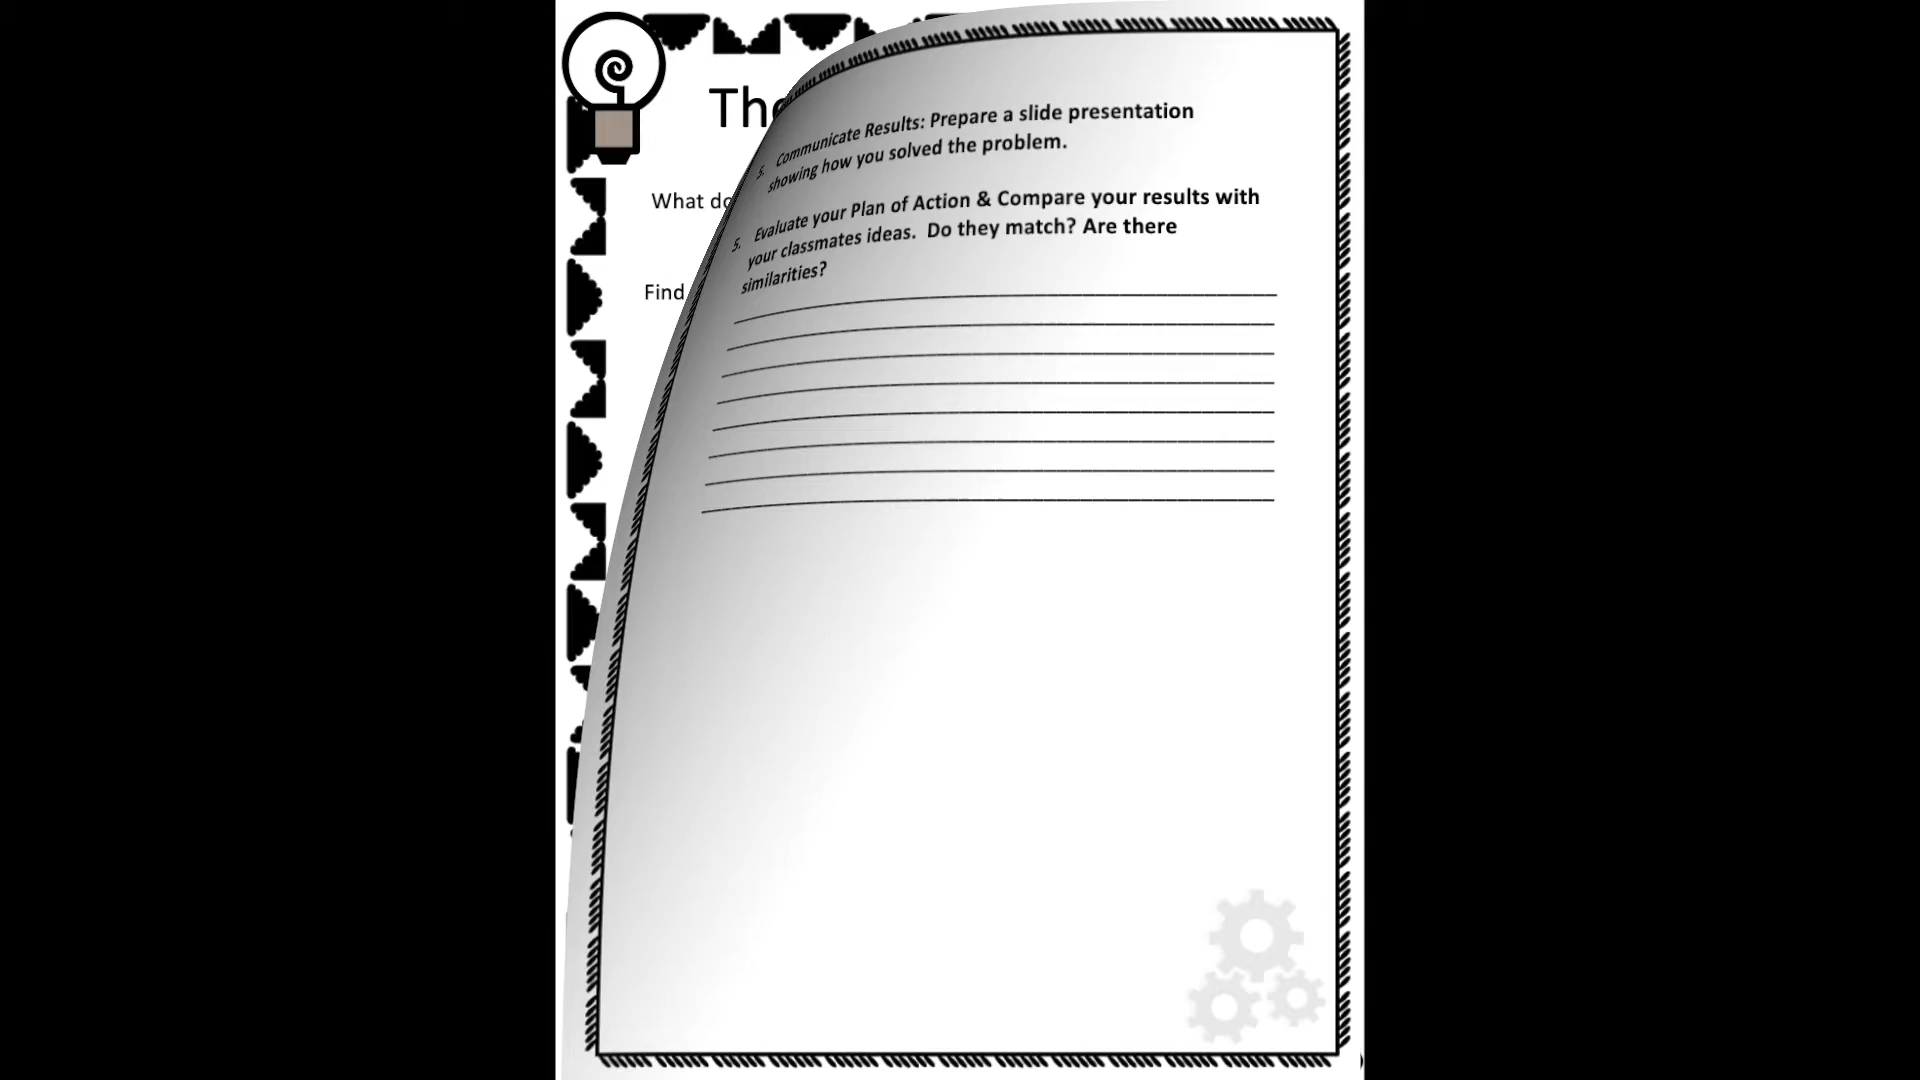 The
What do
Find
5. Communicate Results: Prepare a slide presentation
showing how you solved the problem.
5. Evaluate your Plan of Action & Compare your results with
your classmates ideas. Do they match? Are there
similarities?